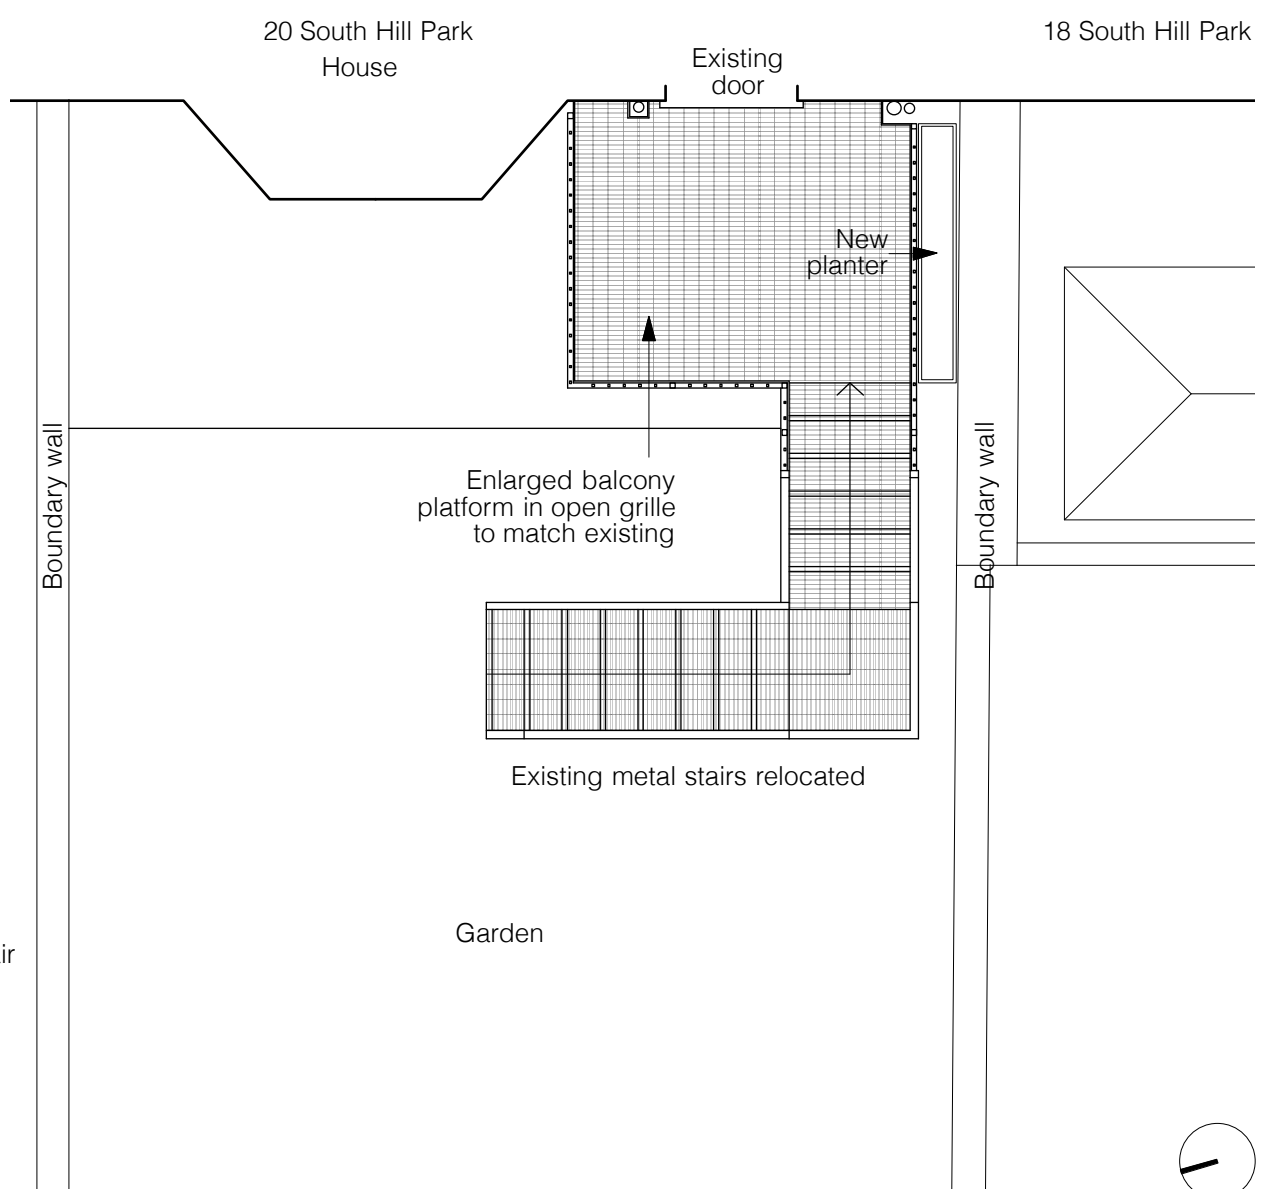 20 South Hill Park
House
Existing
door
18 South Hill Park
New
planter
Boundary wall
Enlarged balcony
platform in open grille
to match existing
Boundary wall
Existing metal stairs relocated
Garden
ir